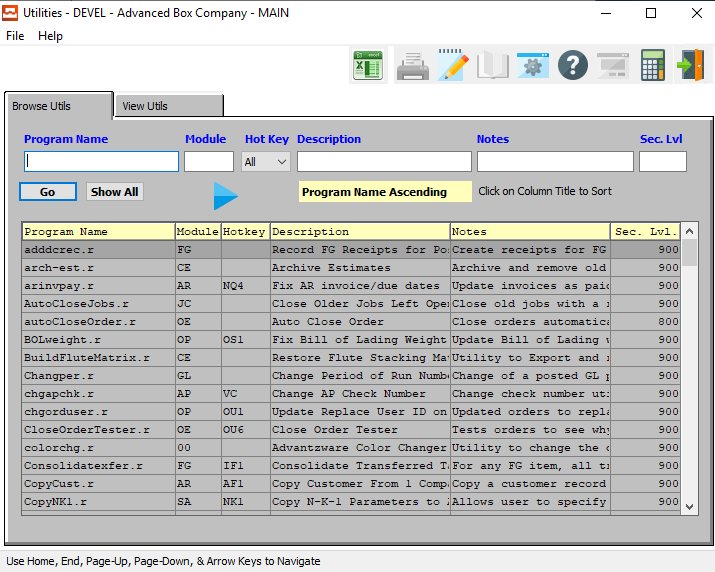 Utilities - DEVEL - Advanced Box Company - MAIN
File Help
Browse Utils View Utils
Program Name Module Hot Key Description Notes Sec. Lvl
All
Go Show All Program Name Ascending Click on Column Title to Sort
Program Name Module Hotkey Description Notes Sec. Lvl.
adddcrec.r FG Record FG Receipts for Po Create receipts for FG 900
arch-est.r CE Archive Estimates Archive and remove old 900
arinvpay.r AR NQ4 Fix AR invoice/due dates Update invoices as paid 900
AutoCloseJobs.r JC Close Older Jobs Left Ope Close old jobs with a 900
autoCloseOrder.r OE Auto Close Order Close orders automatica 800
BOLweight.r OP OS1 Fix Bill of Lading Weight Update Bill of Lading 900
BuildFluteMatrix.r CE Restore Flute Stacking Ma Utility to Export and 900
Changper.r GL Change Period of Run Numb Change of a posted GL 900
chgapchk.r AP VC Change AP Check Number Change check number uti 900
chgorduser.r OP OU1 Update Replace User ID on Updated orders to repla 900
CloseOrderTester.r OE OU6 Close Order Tester Tests orders to see why 900
colorchg.r 00 Advantzware Color Changer Utility to change the 900
Consolidatexfer.r FG IF1 Consolidate Transferred T For any FG item, all 900
CopyCust.r AR AF1 Copy Customer From 1 Comp Copy a customer record 900
CopyNK1.r SA NK1 Copy N-K-1 Parameters to Allows user to specify 900
Use Home, End, Page-Up, Page-Down, & Arrow Keys to Navigate